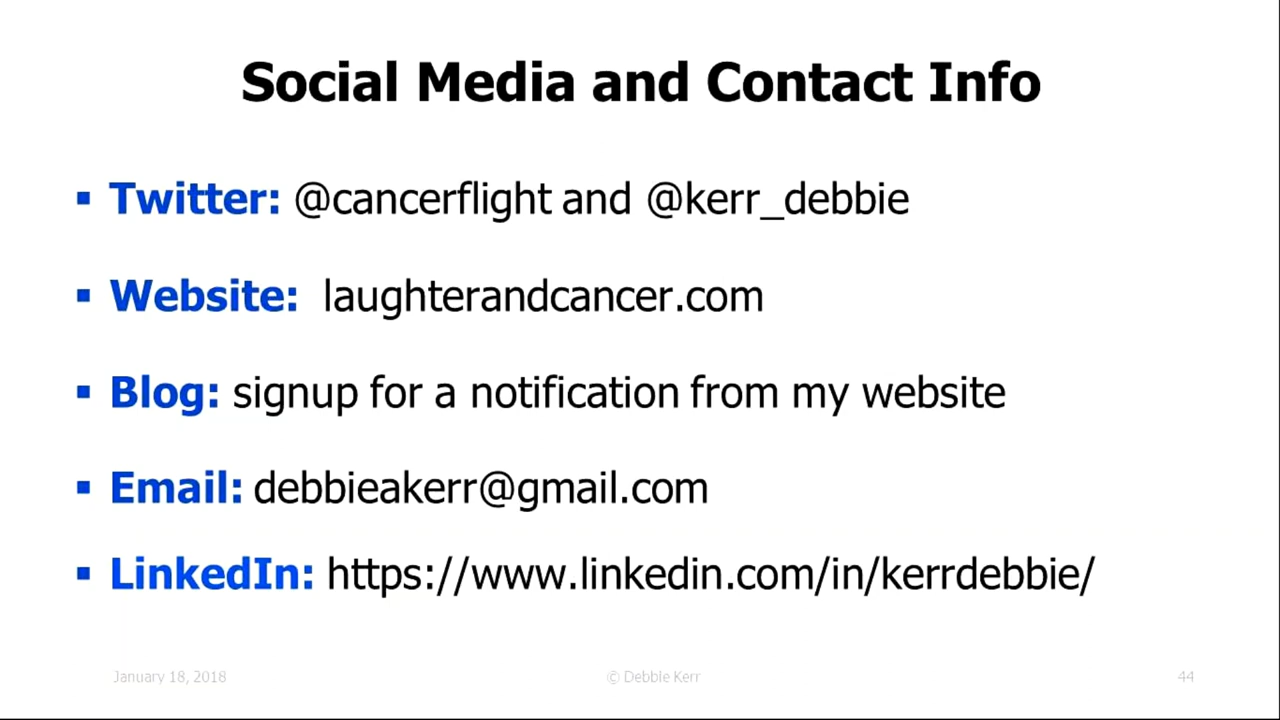 Social Media and Contact Info
▪ Twitter: @cancerflight and @kerr_debbie
▪ Website: laughterandcancer.com
▪ Blog: signup for a notification from my website
▪ Email: debbieakerr@gmail.com
▪ LinkedIn: https://www.linkedin.com/in/kerrdebbie/
January 18, 2018 © Debbie Kerr 44